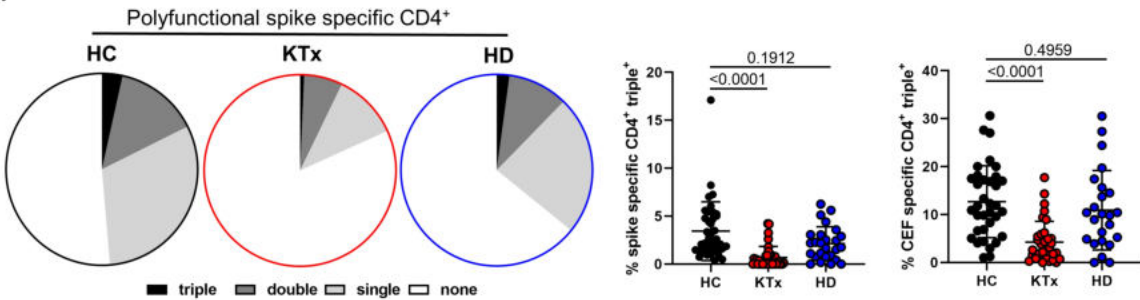 Polyfunctional spike specific CD4⁺
HC KTx HD
triple double single none
% spike specific CD4⁺ triple⁺
20
15
10
5
0
0.1912
<0.0001
HC KTx HD
% CEF specific CD4⁺ triple⁺
40
30
20
10
0
0.4959
<0.0001
HC KTx HD